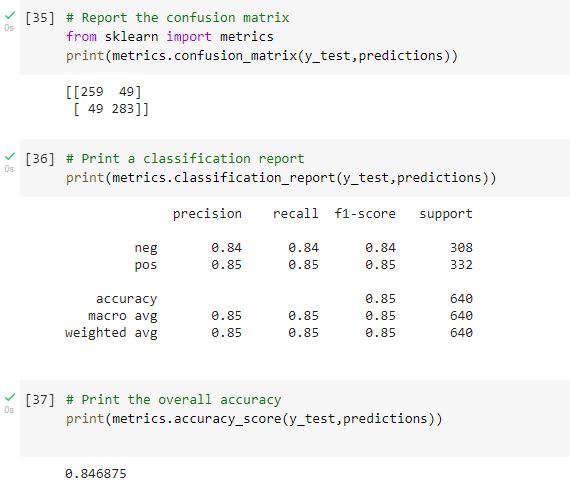 [35] # Report the confusion matrix
from sklearn import metrics
print(metrics.confusion_matrix(y_test,predictions))
0s
[[259  49]
 [ 49 283]]
[36] # Print a classification report
print(metrics.classification_report(y_test,predictions))
0s
precision    recall  f1-score   support
neg       0.84      0.84      0.84       308
pos       0.85      0.85      0.85       332
accuracy                           0.85       640
macro avg       0.85      0.85      0.85       640
weighted avg       0.85      0.85      0.85       640
[37] # Print the overall accuracy
print(metrics.accuracy_score(y_test,predictions))
0s
0.846875